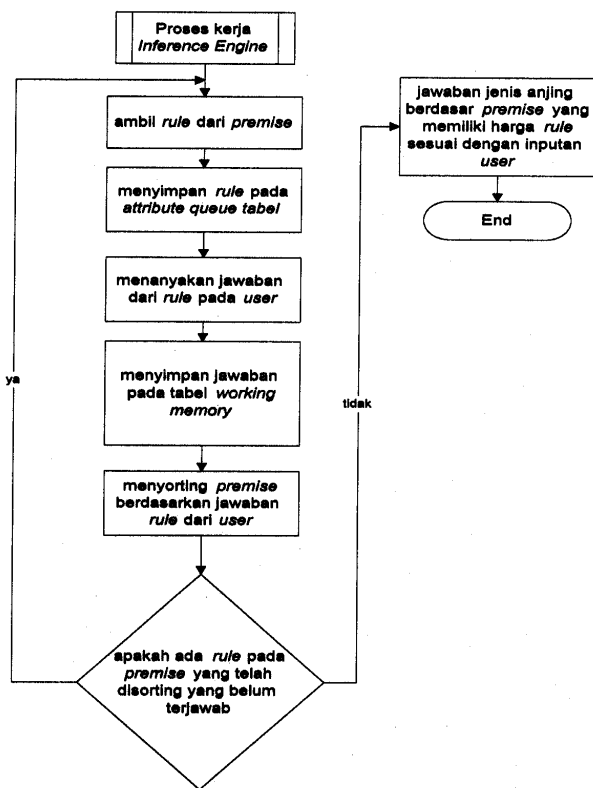 Proses kerja
Inference Engine
ambil rule dari premise
menyimpan rule pada
attribute queue tabel
menanyakan jawaban
dari rule pada user
menyimpan jawaban
pada tabel working
memory
menyorting premise
berdasarkan jawaban
rule dari user
apakah ada rule pada
premise yang telah
disorting yang belum
terjawab
ya
tidak
jawaban jenis anjing
berdasar premise yang
memiliki harga rule
sesuai dengan inputan
user
End